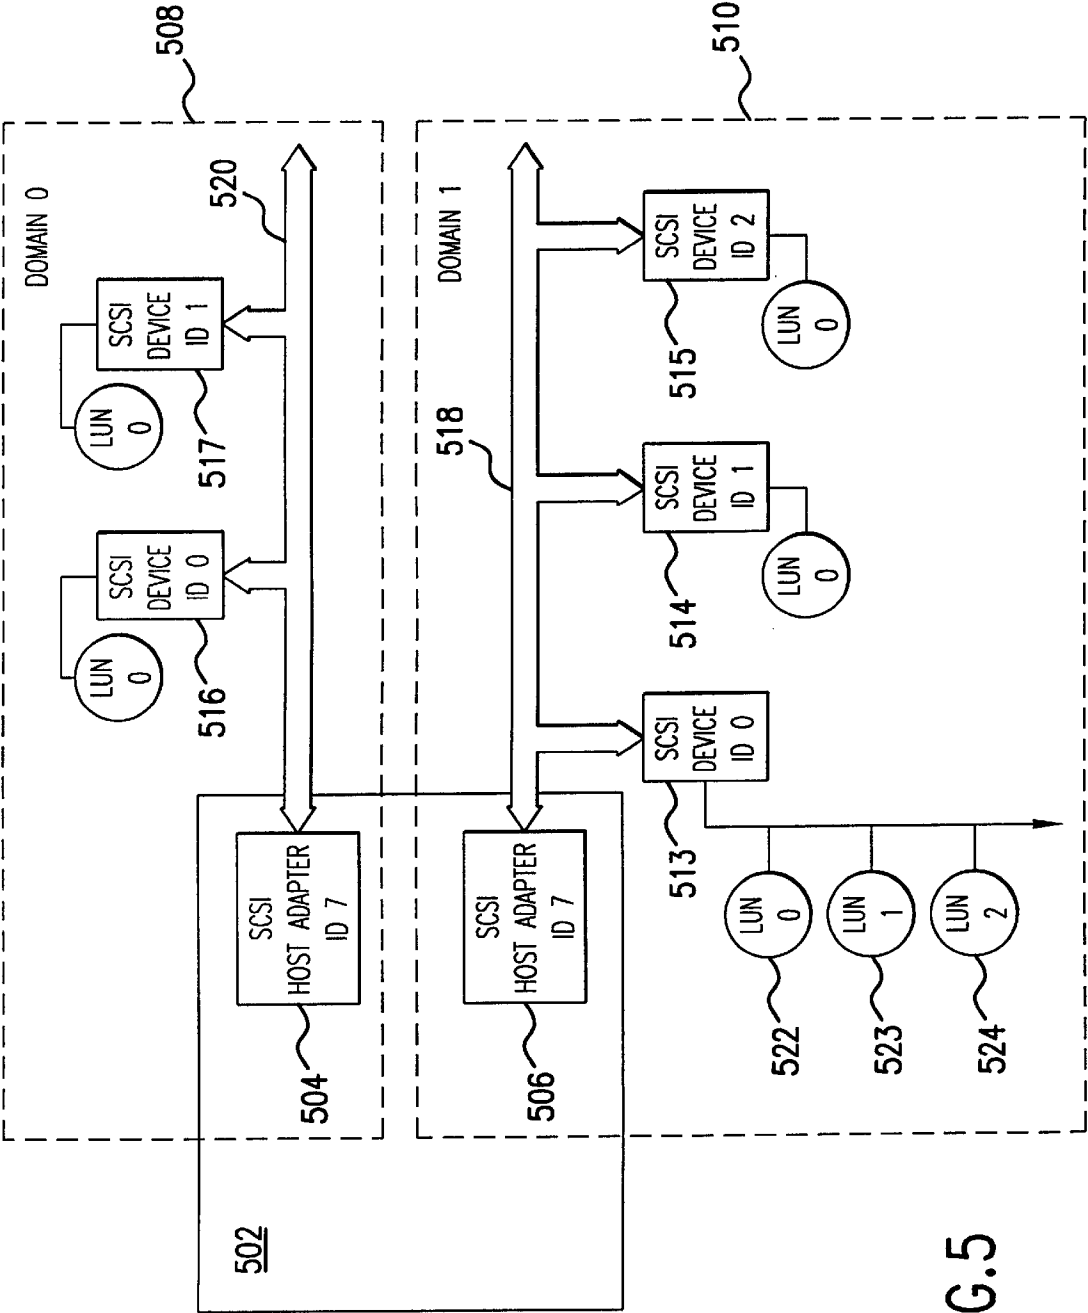 508
DOMAIN 0
520
LUN
0
SCSI
DEVICE
ID 1
517
LUN
0
SCSI
DEVICE
ID 0
516
SCSI
HOST ADAPTER
ID 7
504
502
510
DOMAIN 1
518
SCSI
DEVICE
ID 2
515
LUN
0
SCSI
DEVICE
ID 1
514
LUN
0
SCSI
DEVICE
ID 0
513
SCSI
HOST ADAPTER
ID 7
506
LUN
0
522
LUN
1
523
LUN
2
524
G.5